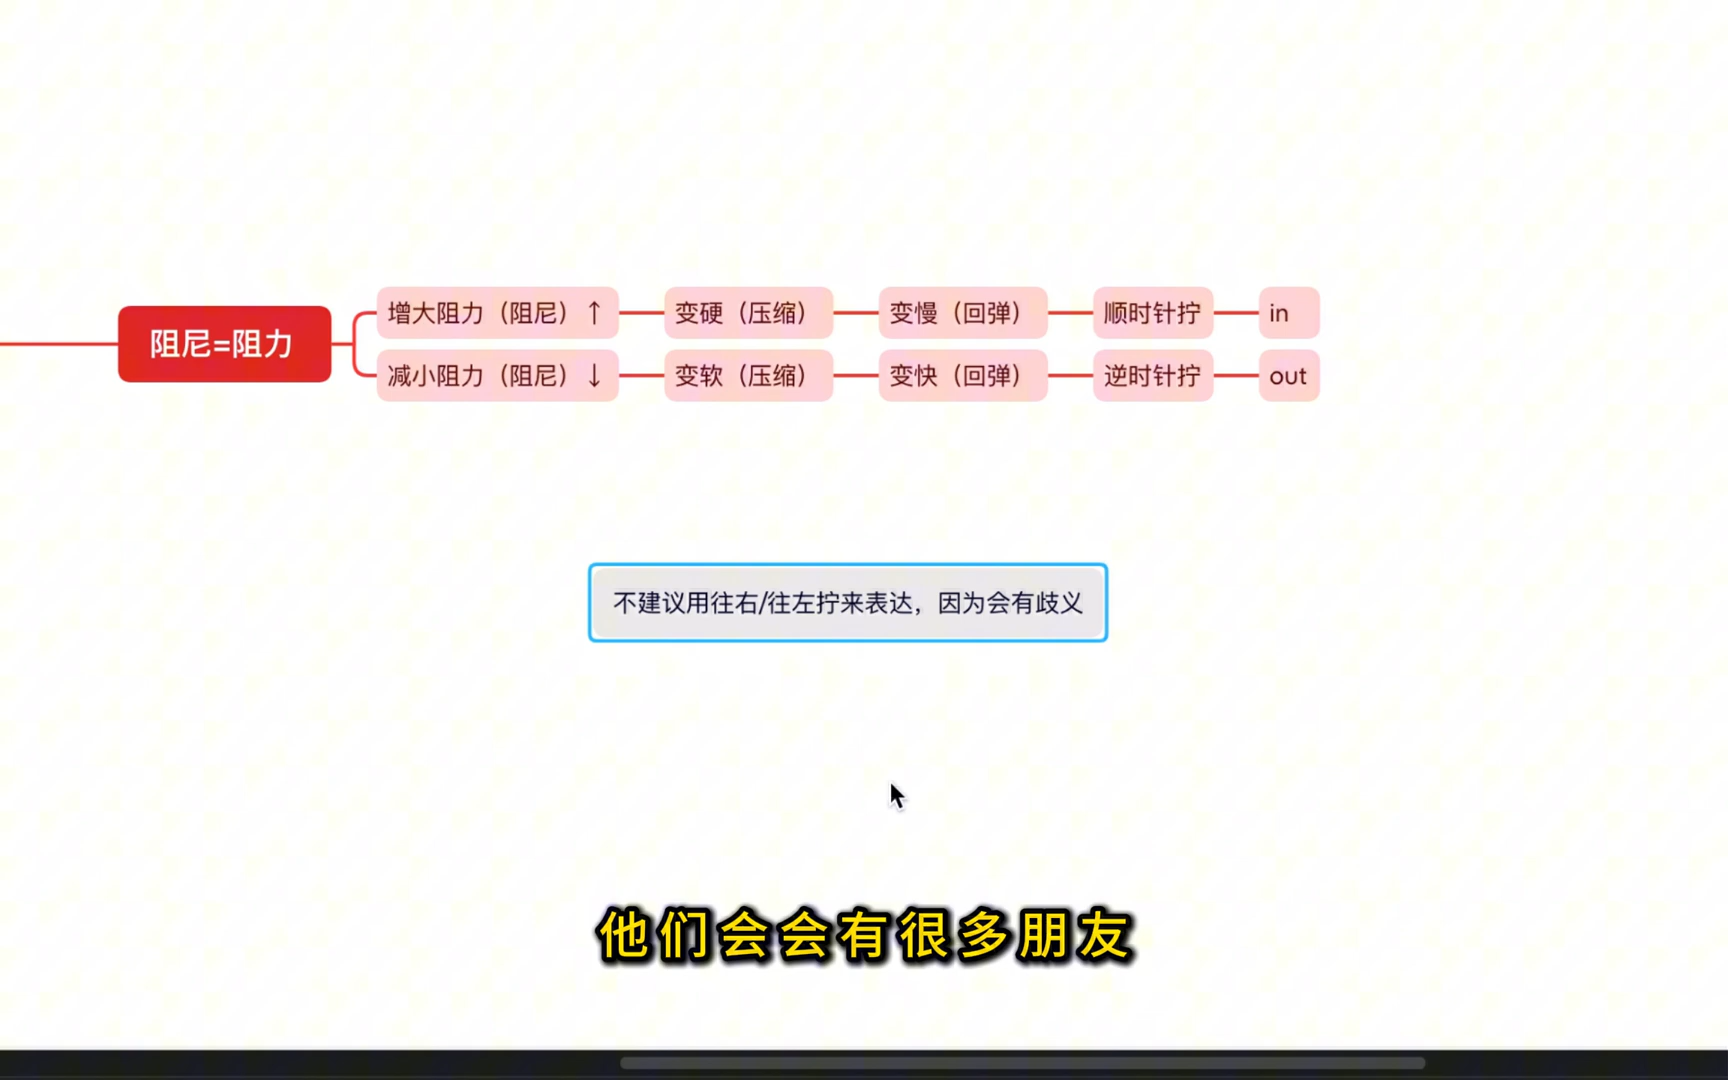 阻尼=阻力
增大阻力（阻尼）↑ 变硬（压缩） 变慢（回弹） 顺时针拧 in
减小阻力（阻尼）↓ 变软（压缩） 变快（回弹） 逆时针拧 out
不建议用往右/往左拧来表达，因为会有歧义
他们会会有很多朋友